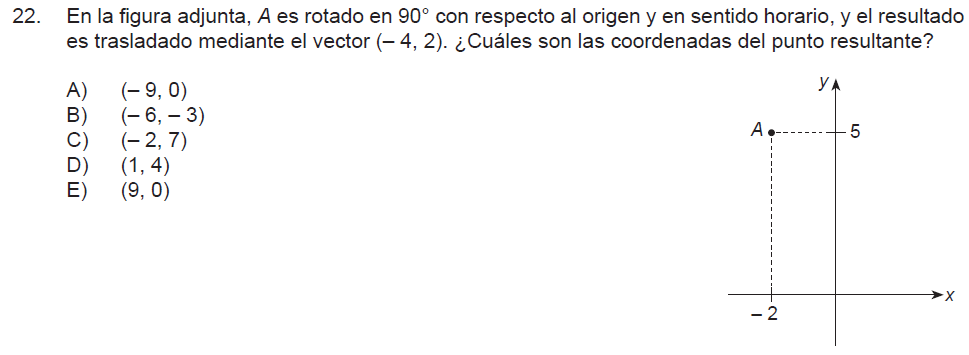 22. En la figura adjunta, A es rotado en 90° con respecto al origen y en sentido horario, y el resultado
es trasladado mediante el vector (– 4, 2). ¿Cuáles son las coordenadas del punto resultante?
A) (– 9, 0)
B) (– 6, – 3)
C) (– 2, 7)
D) (1, 4)
E) (9, 0)
y
A
5
x
– 2